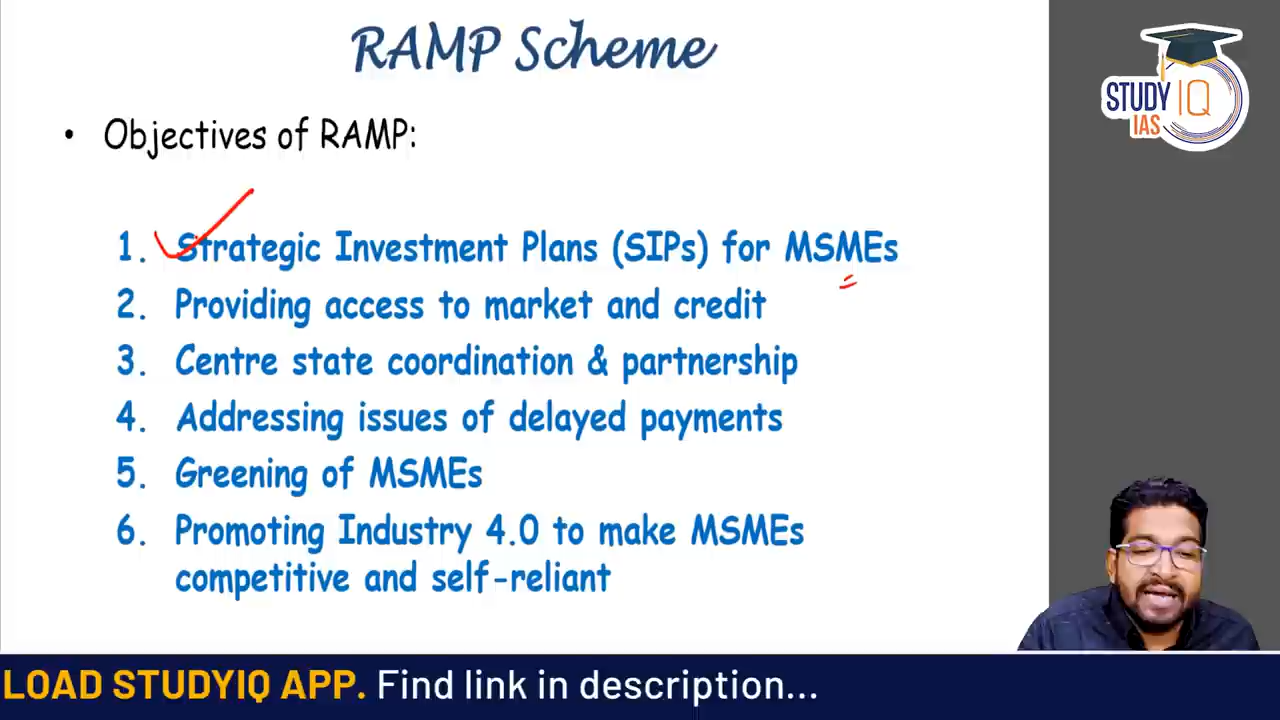 RAMP Scheme
STUDY IQ
IAS
• Objectives of RAMP:
1. Strategic Investment Plans (SIPs) for MSMEs
2. Providing access to market and credit
3. Centre state coordination & partnership
4. Addressing issues of delayed payments
5. Greening of MSMEs
6. Promoting Industry 4.0 to make MSMEs
competitive and self-reliant
LOAD STUDYIQ APP. Find link in description...